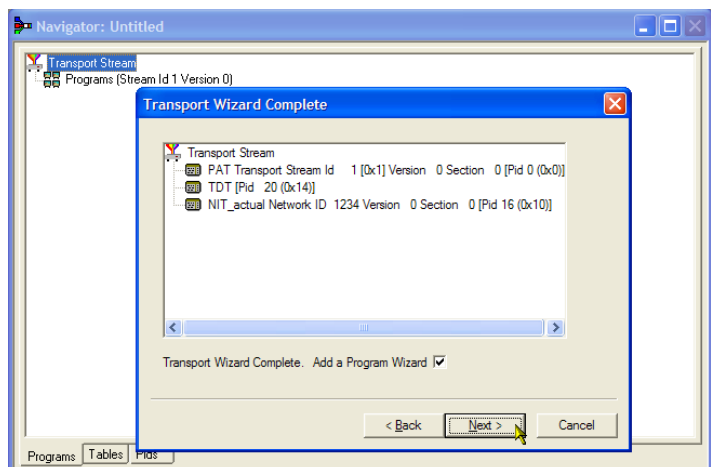 Navigator: Untitled
Transport Stream
Programs (Stream Id 1 Version 0)
Transport Wizard Complete
Transport Stream
PAT Transport Stream Id 1 [0x1] Version 0 Section 0 [Pid 0 (0x0)]
TDT [Pid 20 (0x14)]
NIT_actual Network ID 1234 Version 0 Section 0 [Pid 16 (0x10)]
Transport Wizard Complete. Add a Program Wizard
< Back Next > Cancel
Programs Tables Pids